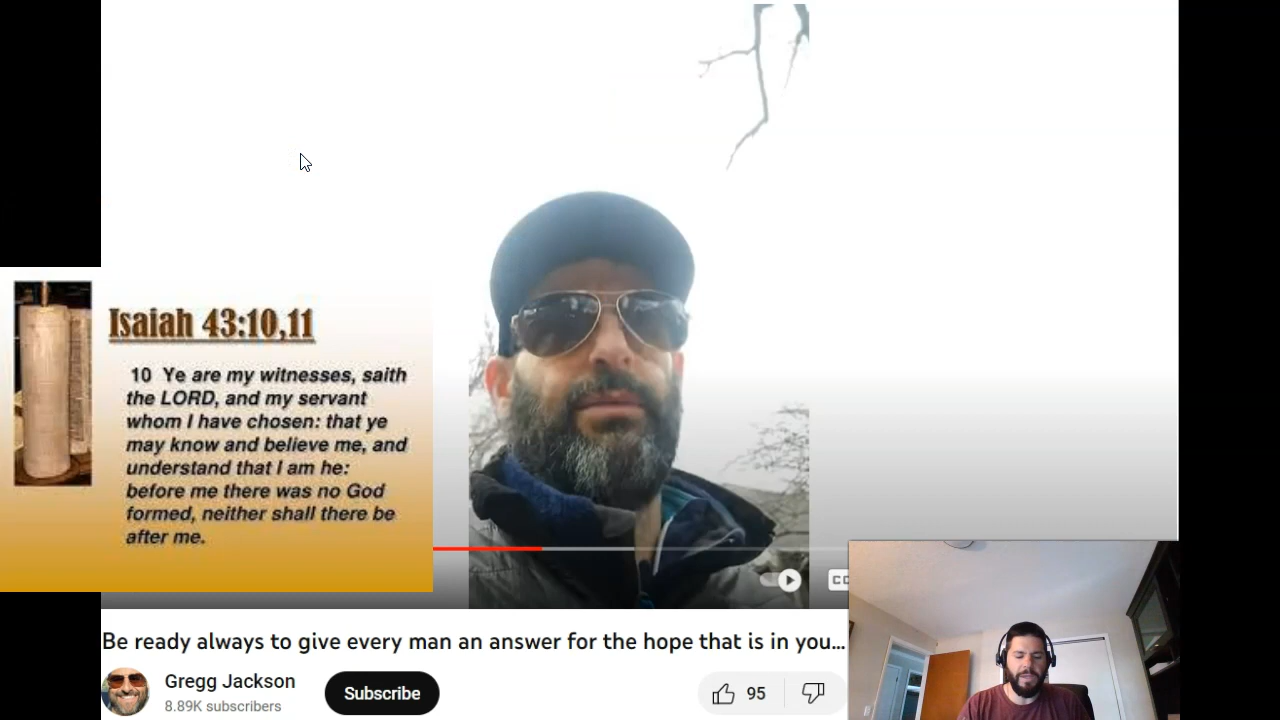 Isaiah 43:10,11
10 Ye are my witnesses, saith
the LORD, and my servant
whom I have chosen: that ye
may know and believe me, and
understand that I am he:
before me there was no God
formed, neither shall there be
after me.
CC
Be ready always to give every man an answer for the hope that is in you...
Gregg Jackson
8.89K subscribers
Subscribe
95